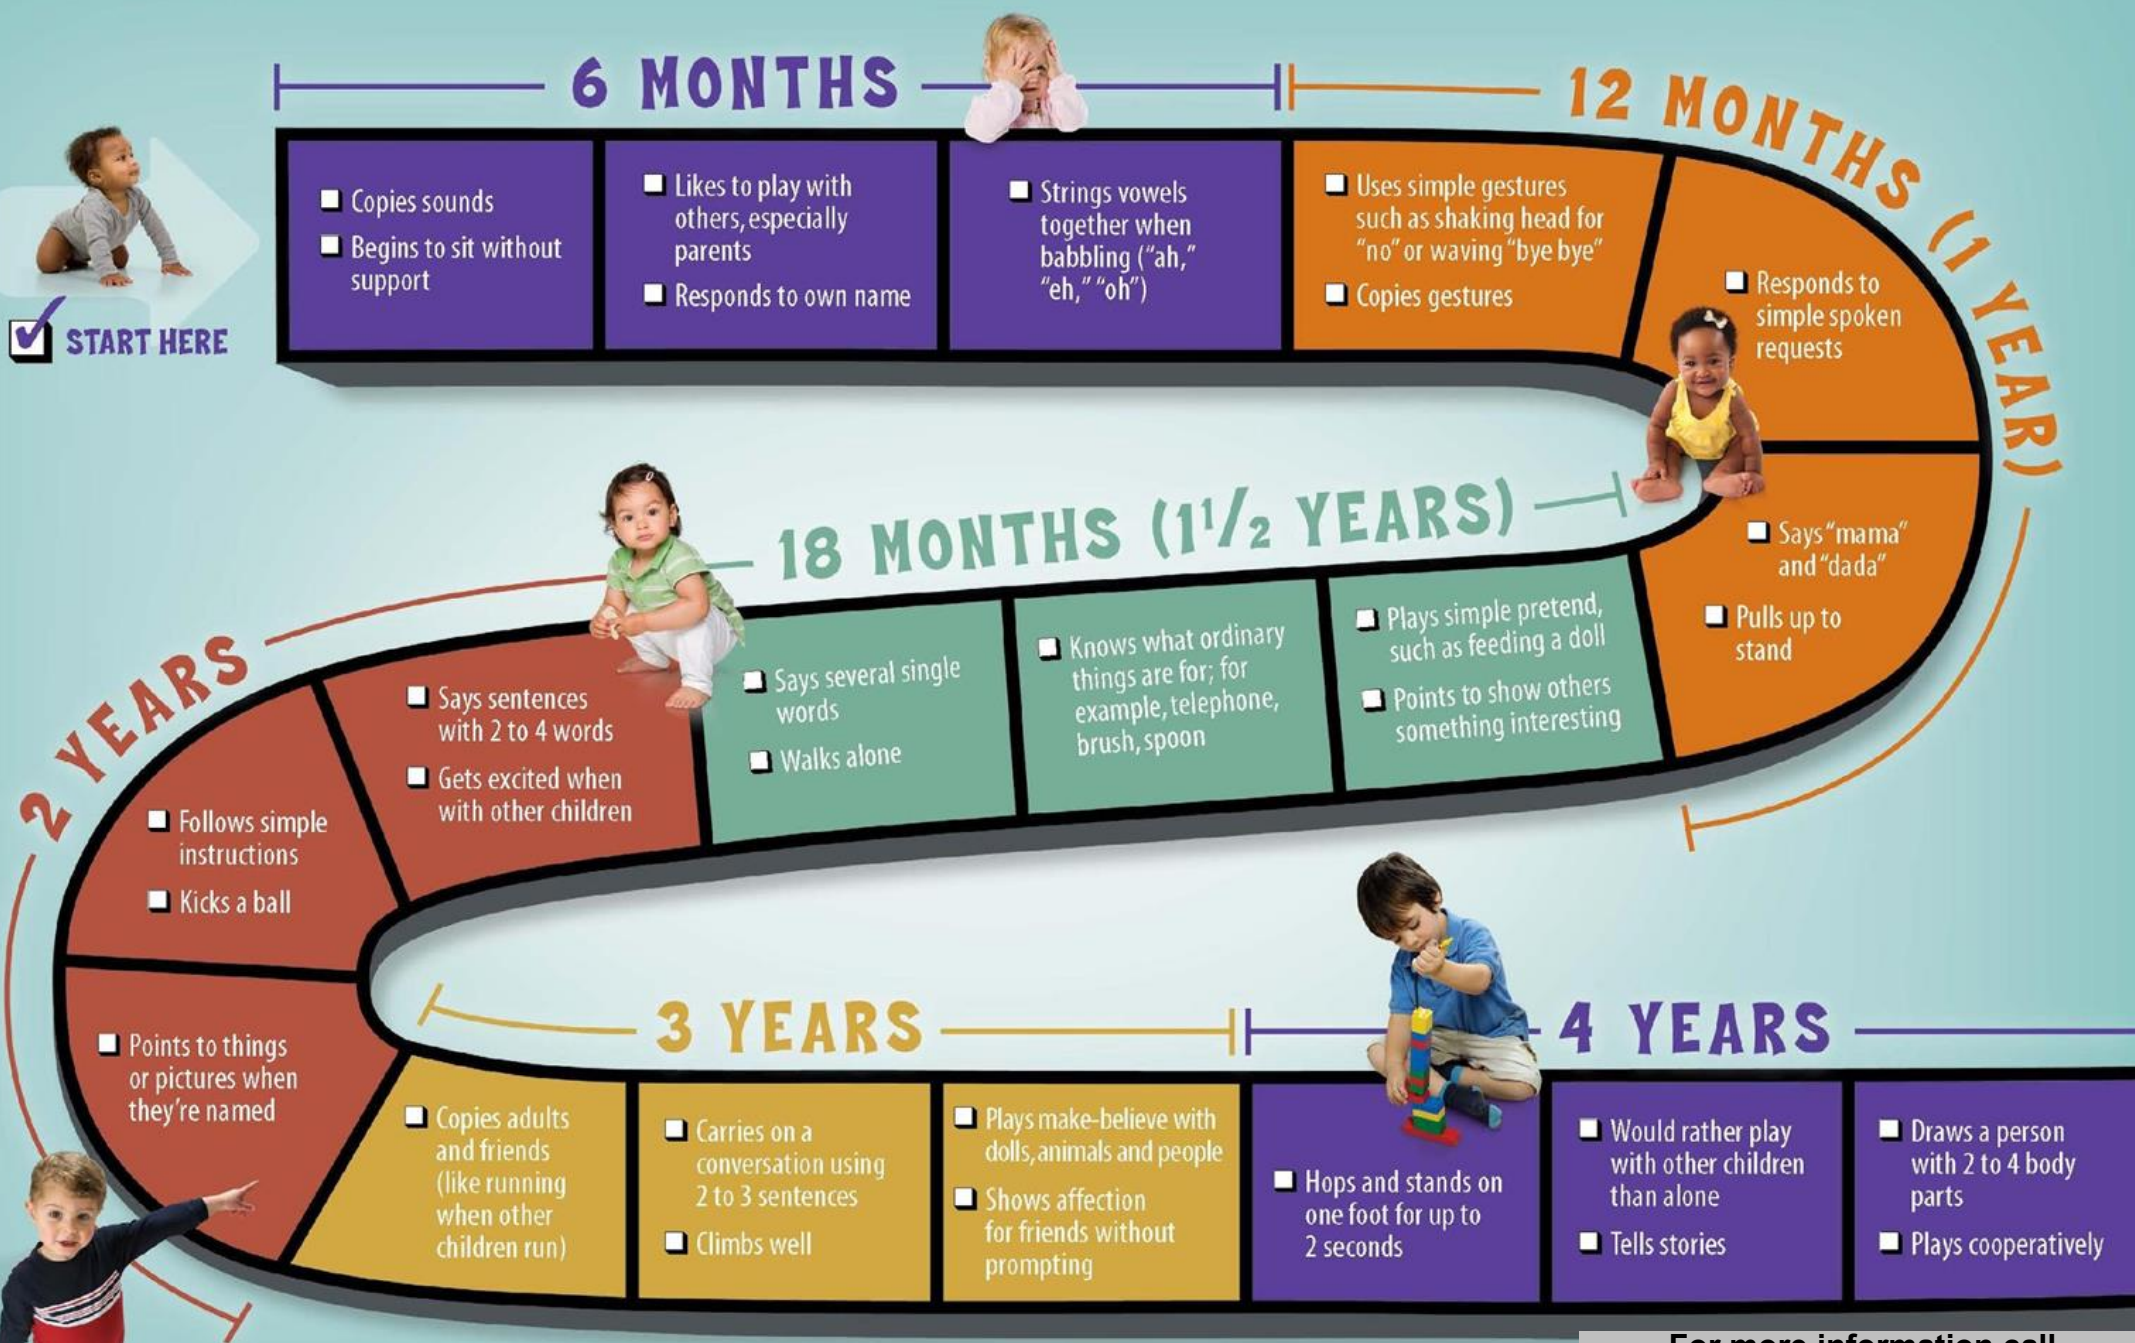 6 MONTHS
12 MONTHS (1 YEAR)
START HERE
Copies sounds
Begins to sit without
support
Likes to play with
others, especially
parents
Responds to own name
Strings vowels
together when
babbling (“ah,”
“eh,” “oh”)
Uses simple gestures
such as shaking head for
“no” or waving “bye bye”
Copies gestures
Responds to
simple spoken
requests
Says “mama”
and “dada”
Pulls up to
stand
18 MONTHS (1 1/2 YEARS)
Plays simple pretend,
such as feeding a doll
Points to show others
something interesting
Knows what ordinary
things are for; for
example, telephone,
brush, spoon
Says several single
words
Walks alone
2 YEARS
Says sentences
with 2 to 4 words
Gets excited when
with other children
Follows simple
instructions
Kicks a ball
Points to things
or pictures when
they're named
3 YEARS
Copies adults
and friends
(like running
when other
children run)
Carries on a
conversation using
2 to 3 sentences
Climbs well
Plays make-believe with
dolls, animals and people
Shows affection
for friends without
prompting
4 YEARS
Hops and stands on
one foot for up to
2 seconds
Would rather play
with other children
than alone
Tells stories
Draws a person
with 2 to 4 body
parts
Plays cooperatively
For more information call